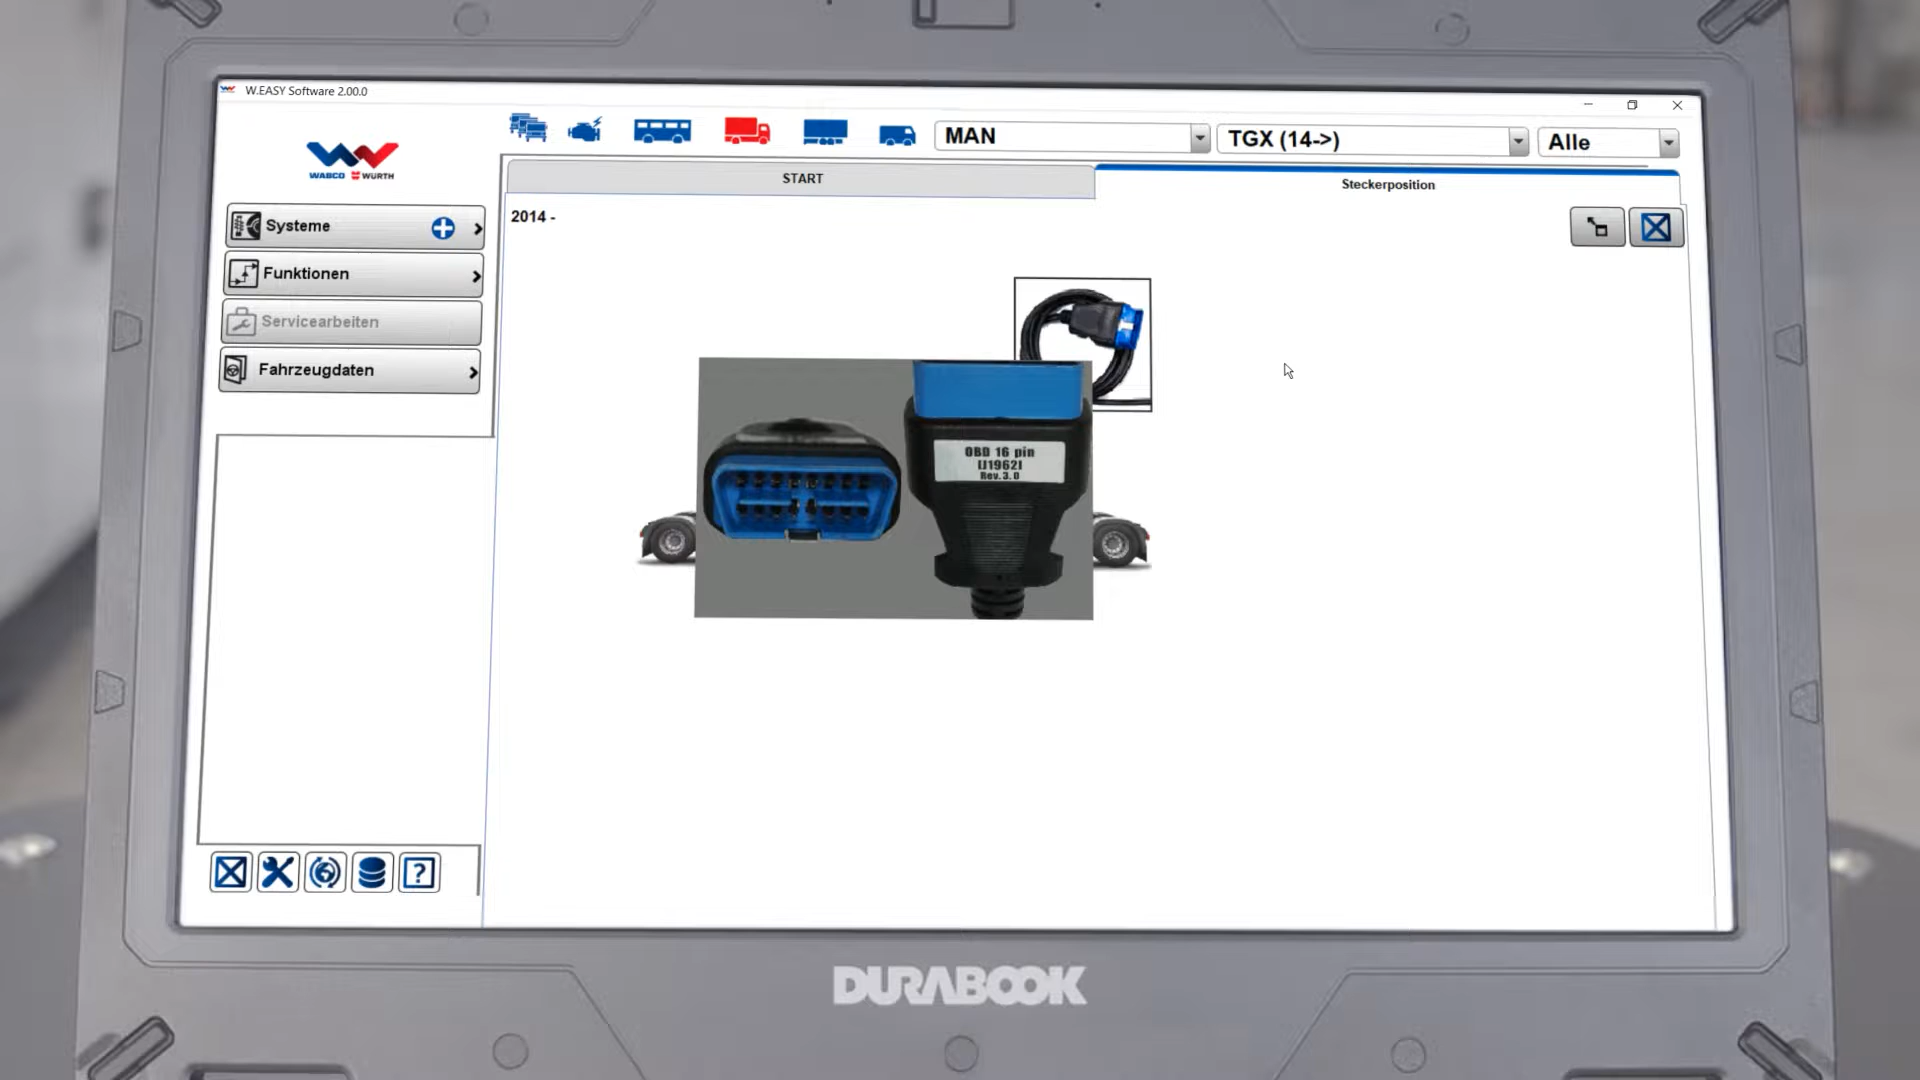 W.EASY Software 2.00.0
WABCO WÜRTH
MAN
TGX (14->)
Alle
START
Steckerposition
Systeme
Funktionen
Servicearbeiten
Fahrzeugdaten
2014 -
OBD 16 pin
[J1962]
Rev. 3.0
?
DURABOOK